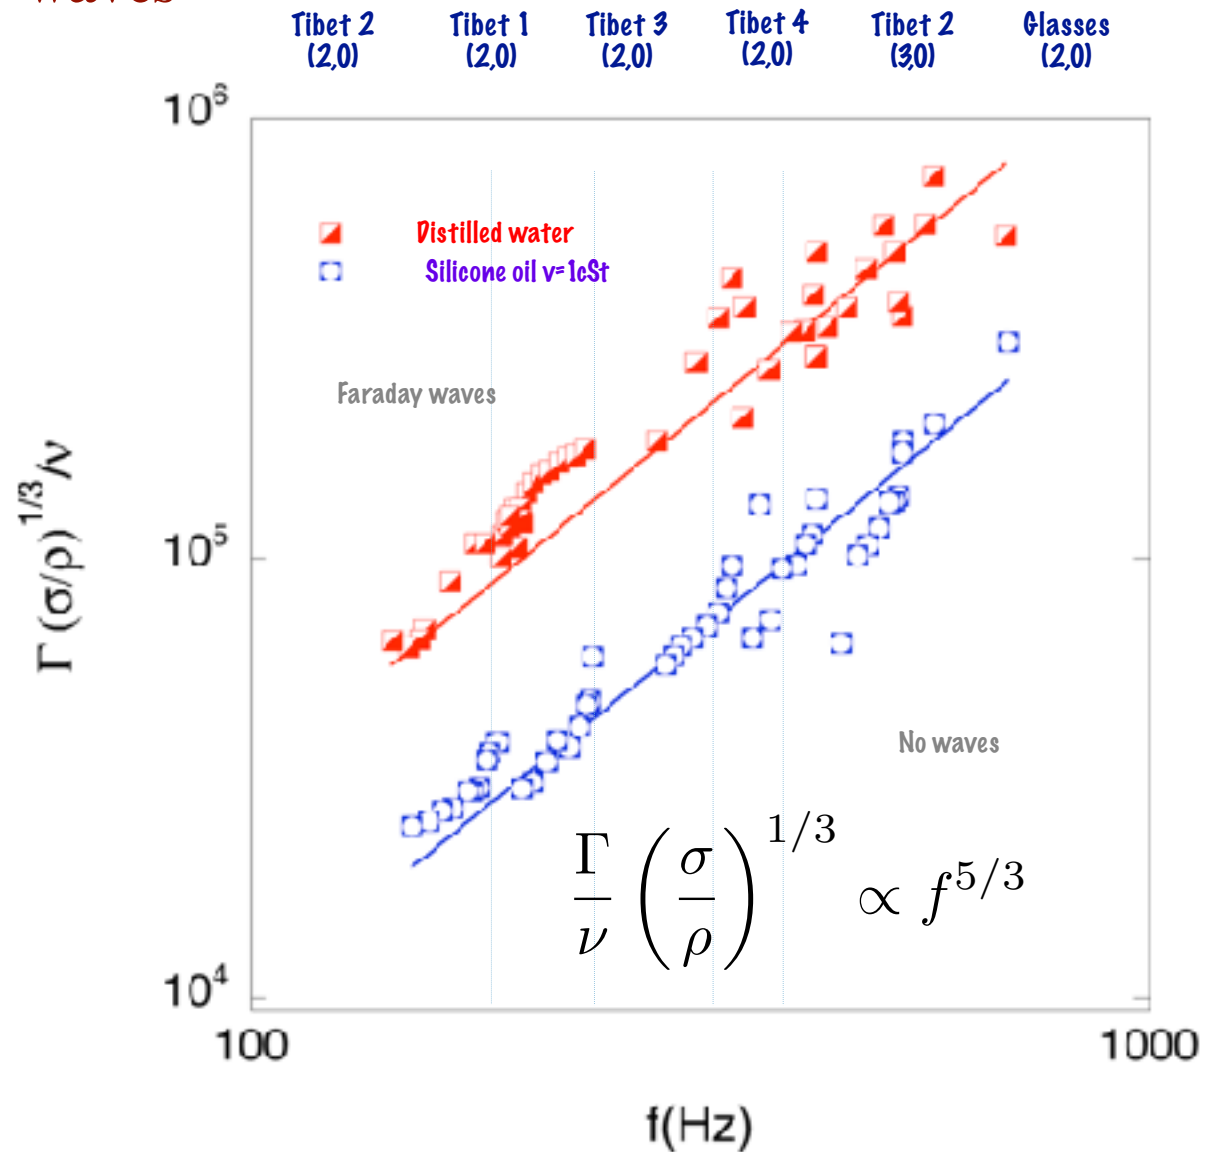 waves
Tibet 2 Tibet 1 Tibet 3 Tibet 4 Tibet 2 Glasses
(2,0) (2,0) (2,0) (2,0) (3,0) (2,0)
10⁶
Distilled water
Silicone oil ν=1cSt
Faraday waves
Γ (σ/ρ)^1/3/ν
10⁵
No waves
Γ/ν (σ/ρ)^1/3 ∝ f^5/3
10⁴
100 1000
f(Hz)